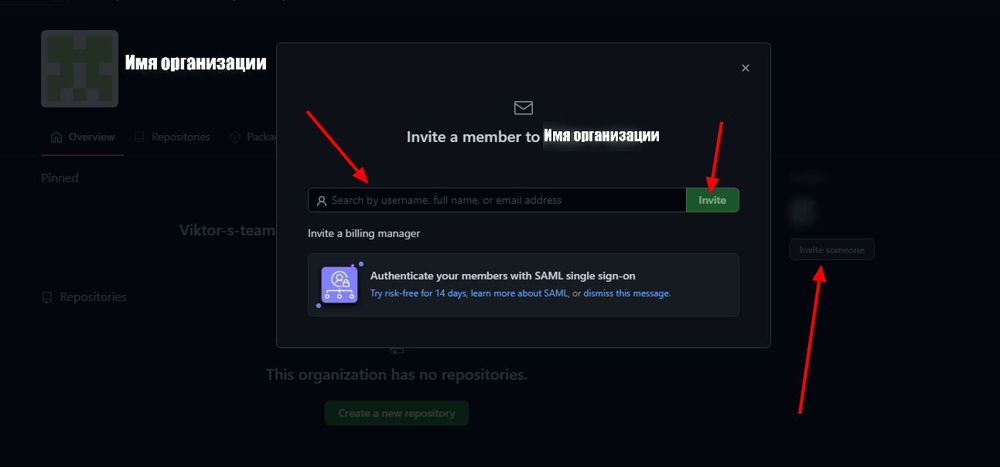 Имя организации
Overview
Repositories
Packag
Pinned
Viktor-s-team
Repositories
This organization has no repositories.
Create a new repository
Invite a member to Имя организации
Search by username, full name, or email address
Invite
Invite a billing manager
Authenticate your members with SAML single sign-on
Try risk-free for 14 days, learn more about SAML, or dismiss this message.
Invite someone